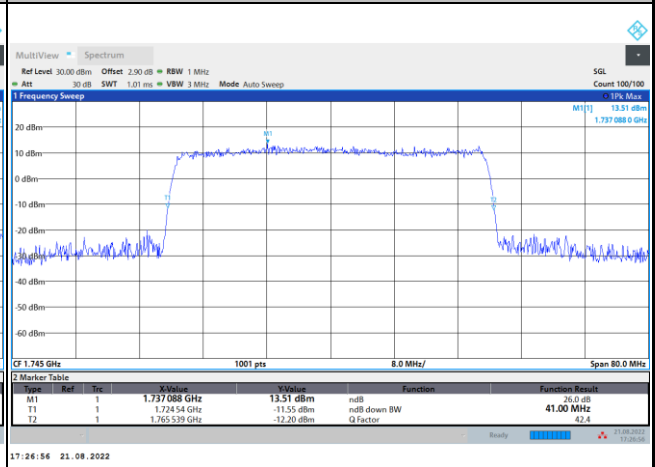 MultiView Spectrum
Ref Level 30.00 dBm Offset 2.90 dB RBW 1 MHz SGL
Att 30 dB SWT 1.01 ms VBW 3 MHz Mode Auto Sweep Count 100/100
1 Frequency Sweep 1Pk Max
M1[1] 13.51 dBm
1.737 088 0 GHz
20 dBm
M1
10 dBm
0 dBm
T1
T2
-10 dBm
-20 dBm
-30 dBm
-40 dBm
-50 dBm
-60 dBm
CF 1.745 GHz 1001 pts 8.0 MHz/ Span 80.0 MHz
2 Marker Table
Type Ref Trc X-Value Y-Value Function Function Result
M1 1 1.737 088 GHz 13.51 dBm ndB 26.0 dB
T1 1 1.724 54 GHz -11.55 dBm ndB down BW 41.00 MHz
T2 1 1.765 539 GHz -12.20 dBm Q Factor 42.4
Ready 21.08.2022
17:26:56
17:26:56 21.08.2022